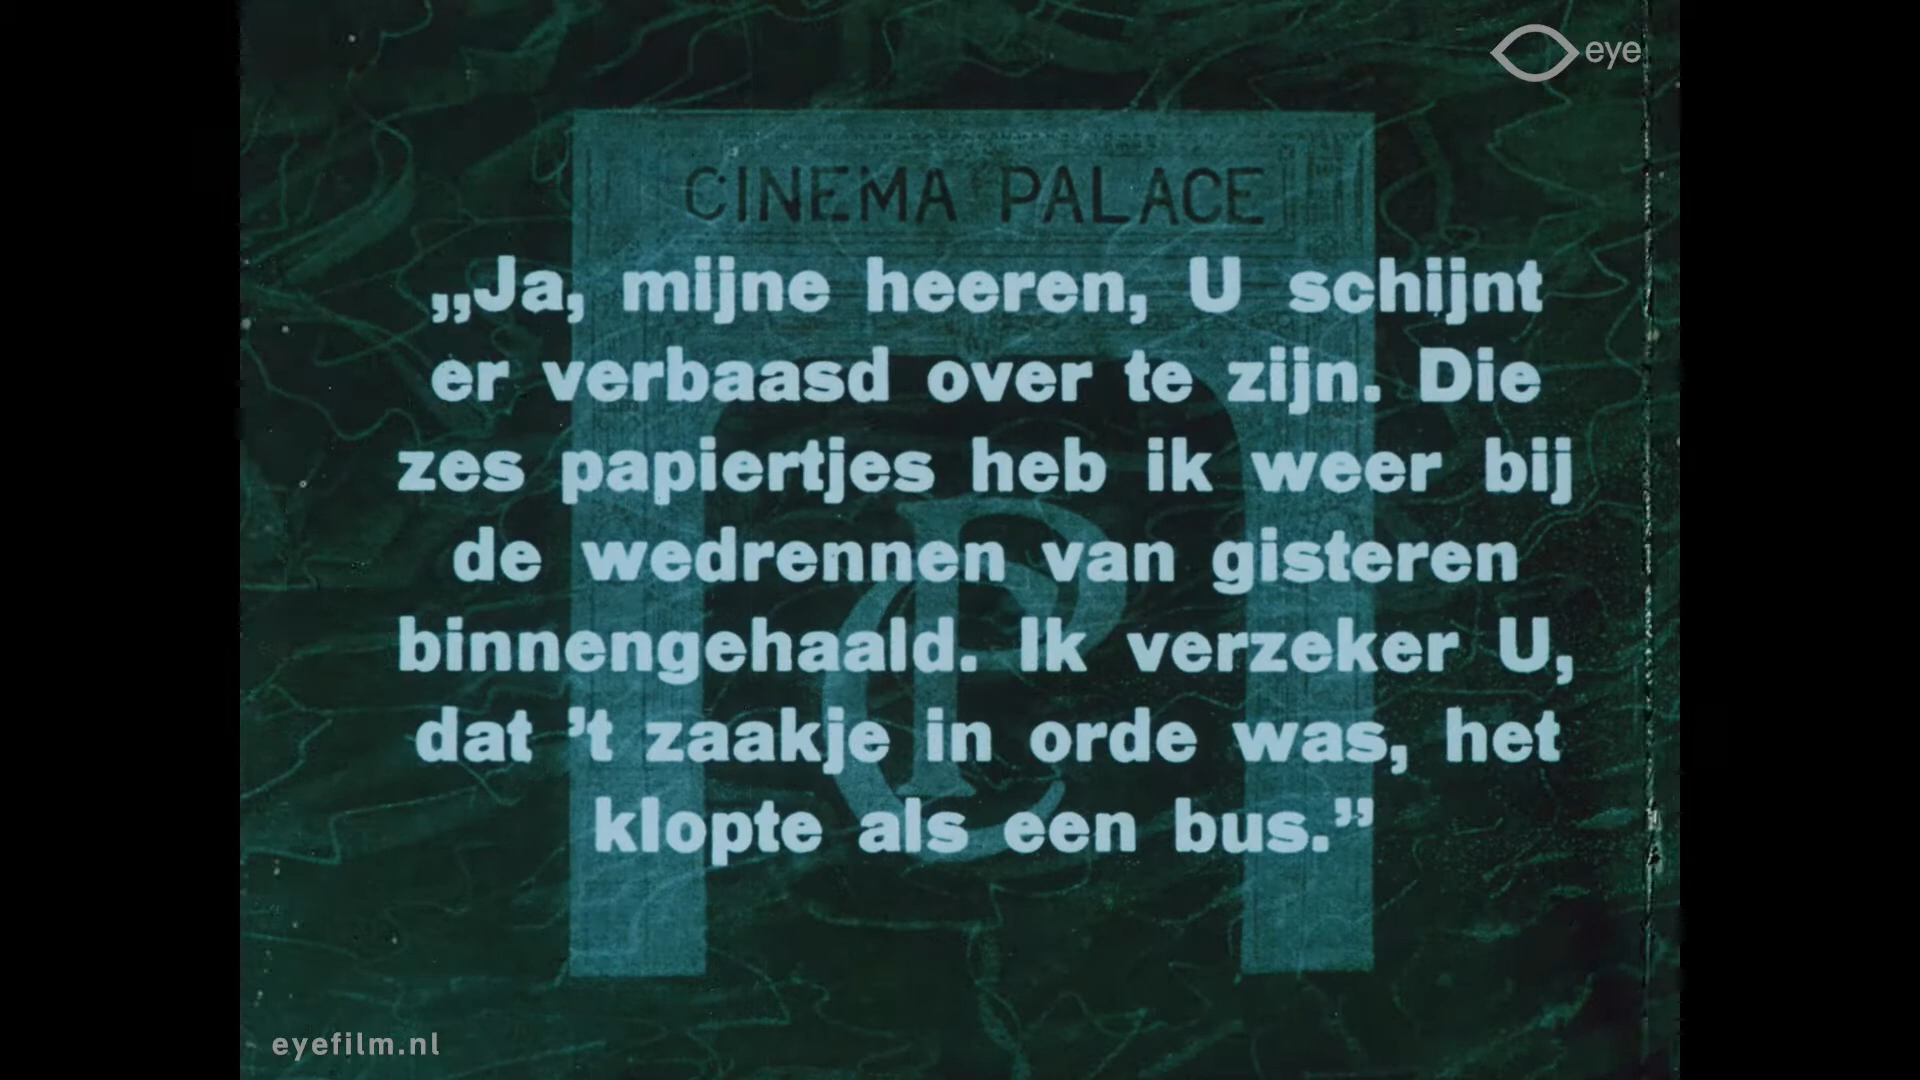 eye
CINEMA PALACE
„Ja, mijne heeren, U schijnt
er verbaasd over te zijn. Die
zes papiertjes heb ik weer bij
de wedrennen van gisteren
binnengehaald. Ik verzeker U,
dat ’t zaakje in orde was, het
klopte als een bus.”
CP
eyefilm.nl